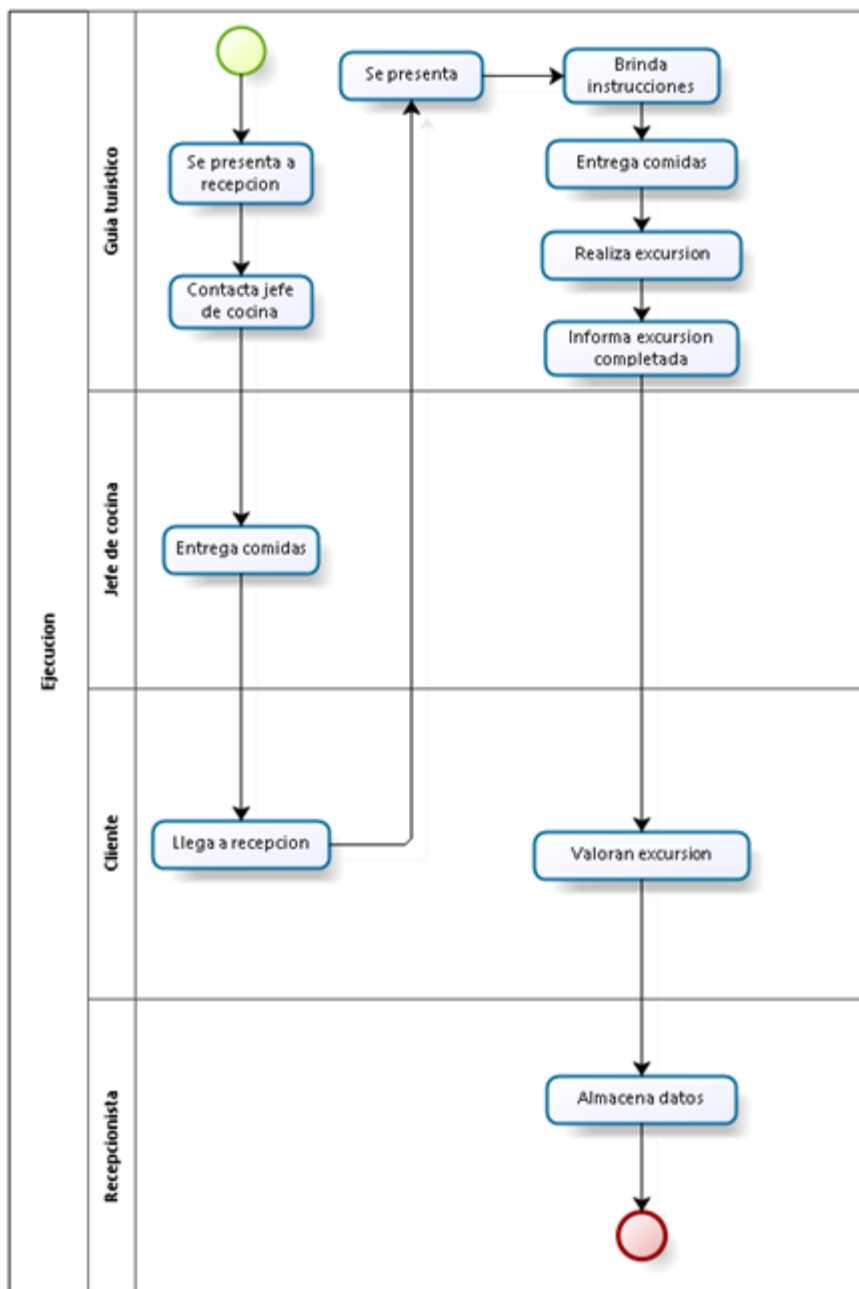 Ejecucion
Guia turistico
Se presenta a
recepcion
Contacta jefe
de cocina
Se presenta
Brinda
instrucciones
Entrega comidas
Realiza excursion
Informa excursion
completada
Jefe de cocina
Entrega comidas
Cliente
Llega a recepcion
Valoran excursion
Recepcionista
Almacena datos